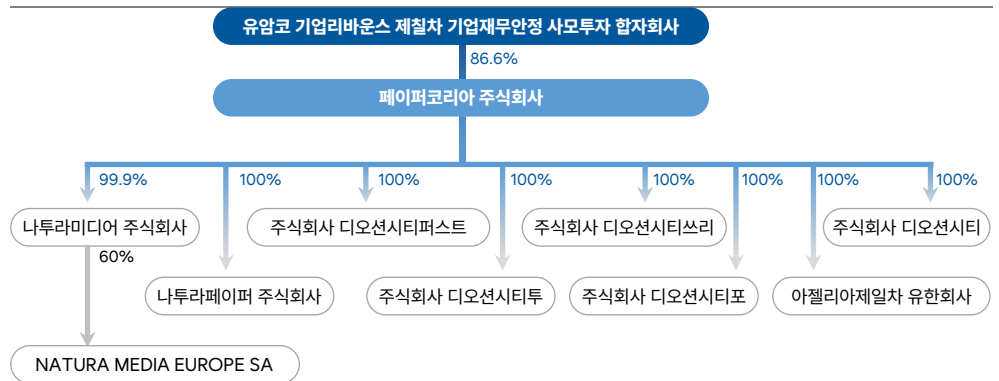 유암코 기업리바운스 제칠차 기업재무안정 사모투자 합자회사
86.6%
페이퍼코리아 주식회사
99.9%
100%
100%
100%
100%
100%
100%
100%
나투라미디어 주식회사
주식회사 디오션시티퍼스트
주식회사 디오션시티쓰리
주식회사 디오션시티
60%
나투라페이퍼 주식회사
주식회사 디오션시티투
주식회사 디오션시티포
아젤리아제일차 유한회사
NATURA MEDIA EUROPE SA